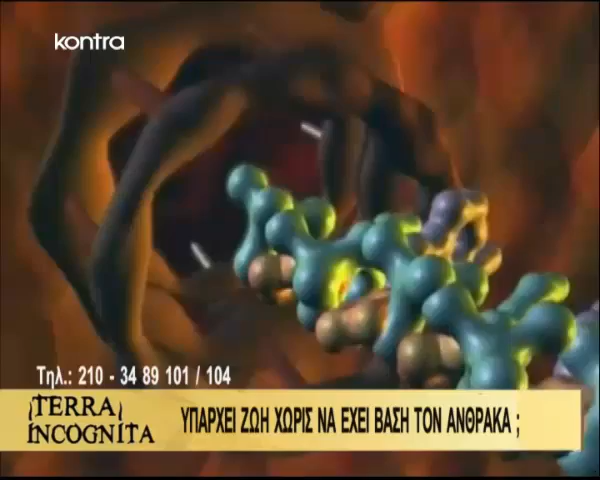 kontra
Τηλ.: 210 - 34 89 101 / 104
TERRA
INCOGNITA
ΥΠΑΡΧΕΙ ΖΩΗ ΧΩΡΙΣ ΝΑ ΕΧΕΙ ΒΑΣΗ ΤΟΝ ΑΝΘΡΑΚΑ ;